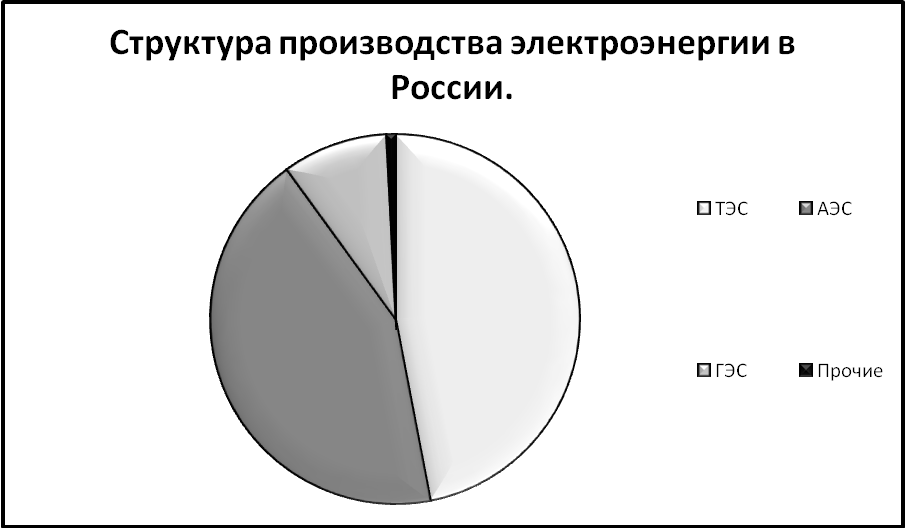 Структура производства электроэнергии в
России.
ТЭС
АЭС
ГЭС
Прочие